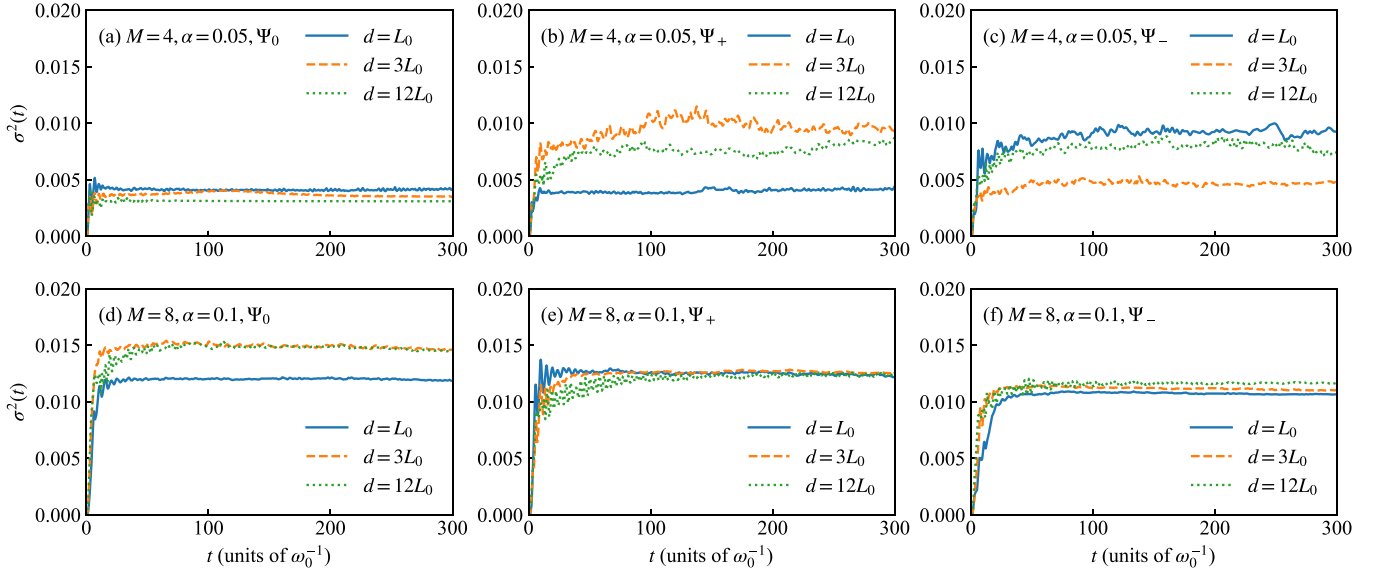 0.020
0.015
0.010
0.005
0.000
σ²(t)
(a) M = 4, α = 0.05, Ψ₀
d = L₀
d = 3L₀
d = 12L₀
0 100 200 300
(b) M = 4, α = 0.05, Ψ₊
d = L₀
d = 3L₀
d = 12L₀
0.020
0.015
0.010
0.005
0.000
0 100 200 300
(c) M = 4, α = 0.05, Ψ₋
d = L₀
d = 3L₀
d = 12L₀
0.020
0.015
0.010
0.005
0.000
0 100 200 300
0.020
0.015
0.010
0.005
0.000
σ²(t)
(d) M = 8, α = 0.1, Ψ₀
d = L₀
d = 3L₀
d = 12L₀
0 100 200 300
t (units of ω₀⁻¹)
0.020
0.015
0.010
0.005
0.000
(e) M = 8, α = 0.1, Ψ₊
d = L₀
d = 3L₀
d = 12L₀
0 100 200 300
t (units of ω₀⁻¹)
0.020
0.015
0.010
0.005
0.000
(f) M = 8, α = 0.1, Ψ₋
d = L₀
d = 3L₀
d = 12L₀
0 100 200 300
t (units of ω₀⁻¹)